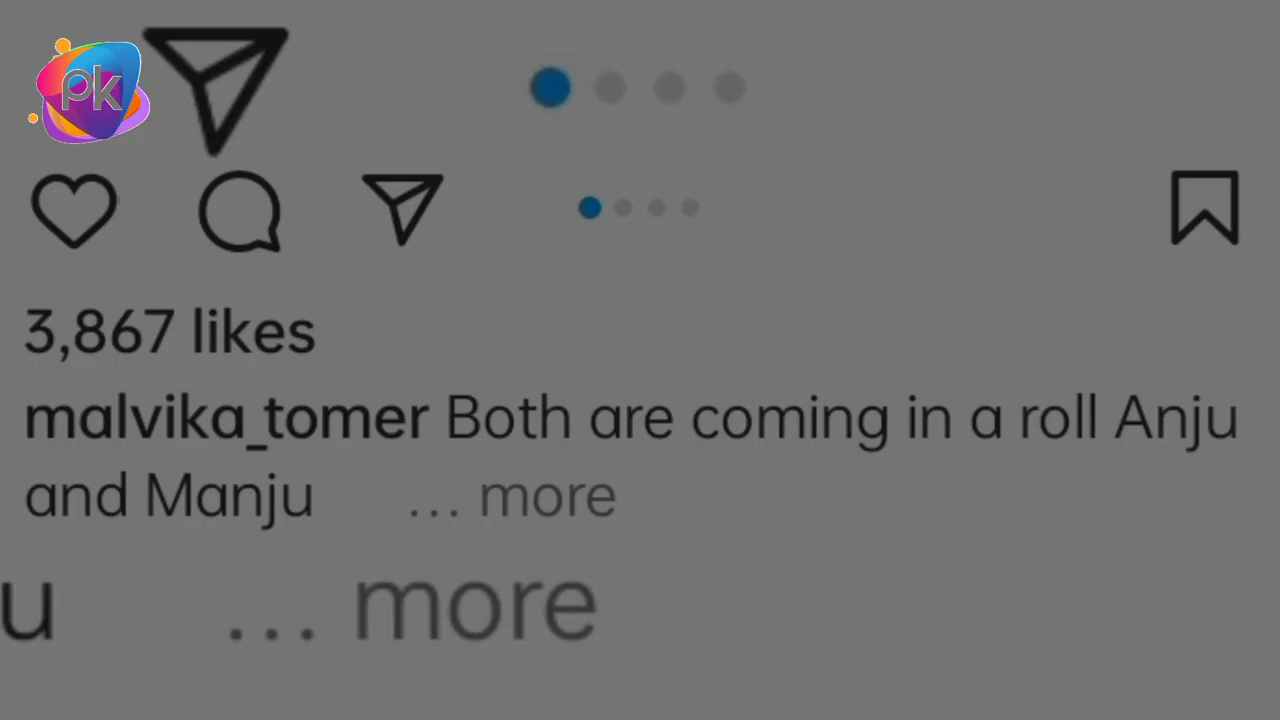 pk
3,867 likes
malvika_tomer Both are coming in a roll Anju
and Manju ... more
u ... more